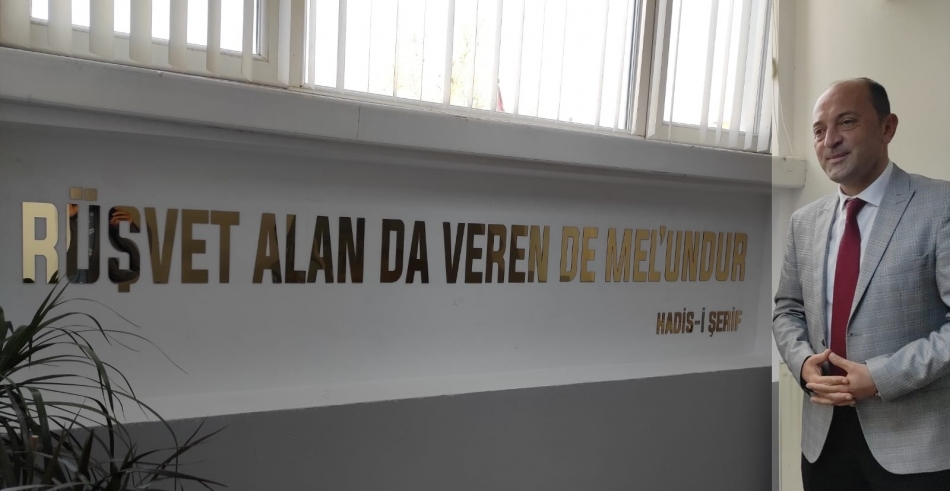 RÜŞVET ALAN DA VEREN DE MEL'UNDUR
HADİS-İ ŞERİF